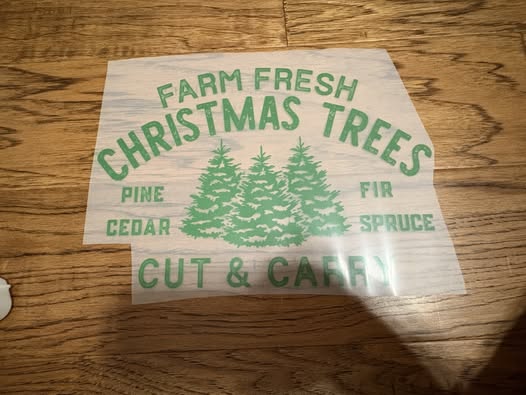 FARM FRESH
CHRISTMAS TREES
PINE FIR
CEDAR SPRUCE
CUT & CARRY